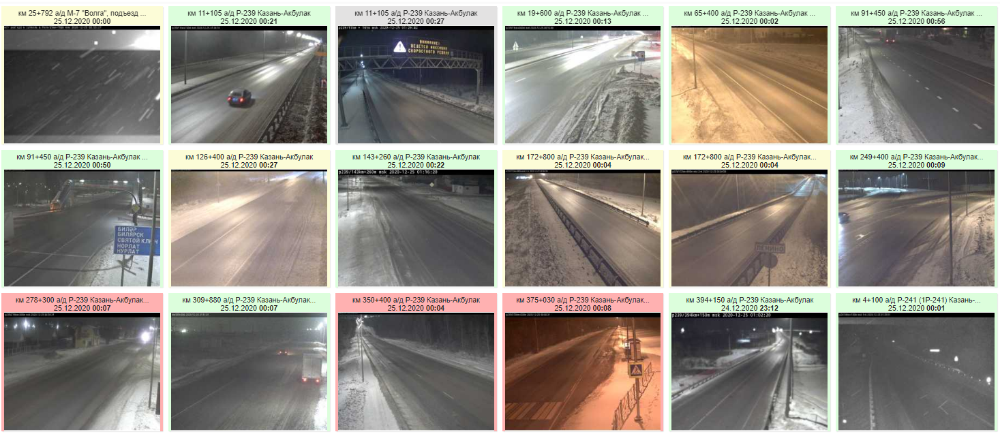 км 25+792 а/д М-7 "Волга", подъезд ...
25.12.2020 00:00
км 11+105 а/д Р-239 Казань-Акбулак
25.12.2020 00:21
км 11+105 а/д Р-239 Казань-Акбулак
25.12.2020 00:27
ВНИМАНИЕ!
ВЕДЕТСЯ ФИКСАЦИЯ
СКОРОСТНОГО РЕЖИМА
км 19+600 а/д Р-239 Казань-Акбулак ...
25.12.2020 00:13
км 65+400 а/д Р-239 Казань-Акбулак ...
25.12.2020 00:02
км 91+450 а/д Р-239 Казань-Акбулак ...
25.12.2020 00:56
км 91+450 а/д Р-239 Казань-Акбулак ...
25.12.2020 00:50
БИЛӘР
БИЛЯРСК
СВЯТОЙ КЛЮЧ
НОРЛАТ
НУРЛАТ
км 126+400 а/д Р-239 Казань-Акбулак
25.12.2020 00:27
км 143+260 а/д Р-239 Казань-Акбулак
25.12.2020 00:22
p239/143km+260m msk 2020-12-25 01:16:20
км 172+800 а/д Р-239 Казань-Акбулак...
25.12.2020 00:04
км 172+800 а/д Р-239 Казань-Акбулак...
25.12.2020 00:04
ЛЕНИНО
км 249+400 а/д Р-239 Казань-Акбулак...
25.12.2020 00:09
км 278+300 а/д Р-239 Казань-Акбулак...
25.12.2020 00:07
км 309+880 а/д Р-239 Казань-Акбулак...
25.12.2020 00:07
км 350+400 а/д Р-239 Казань-Акбулак
25.12.2020 00:04
км 375+030 а/д Р-239 Казань-Акбулак...
25.12.2020 00:08
км 394+150 а/д Р-239 Казань-Акбулак
24.12.2020 23:12
p239/394km+150m msk 2020-12-25 01:02:20
км 4+100 а/д Р-241 (1Р-241) Казань-...
25.12.2020 00:01